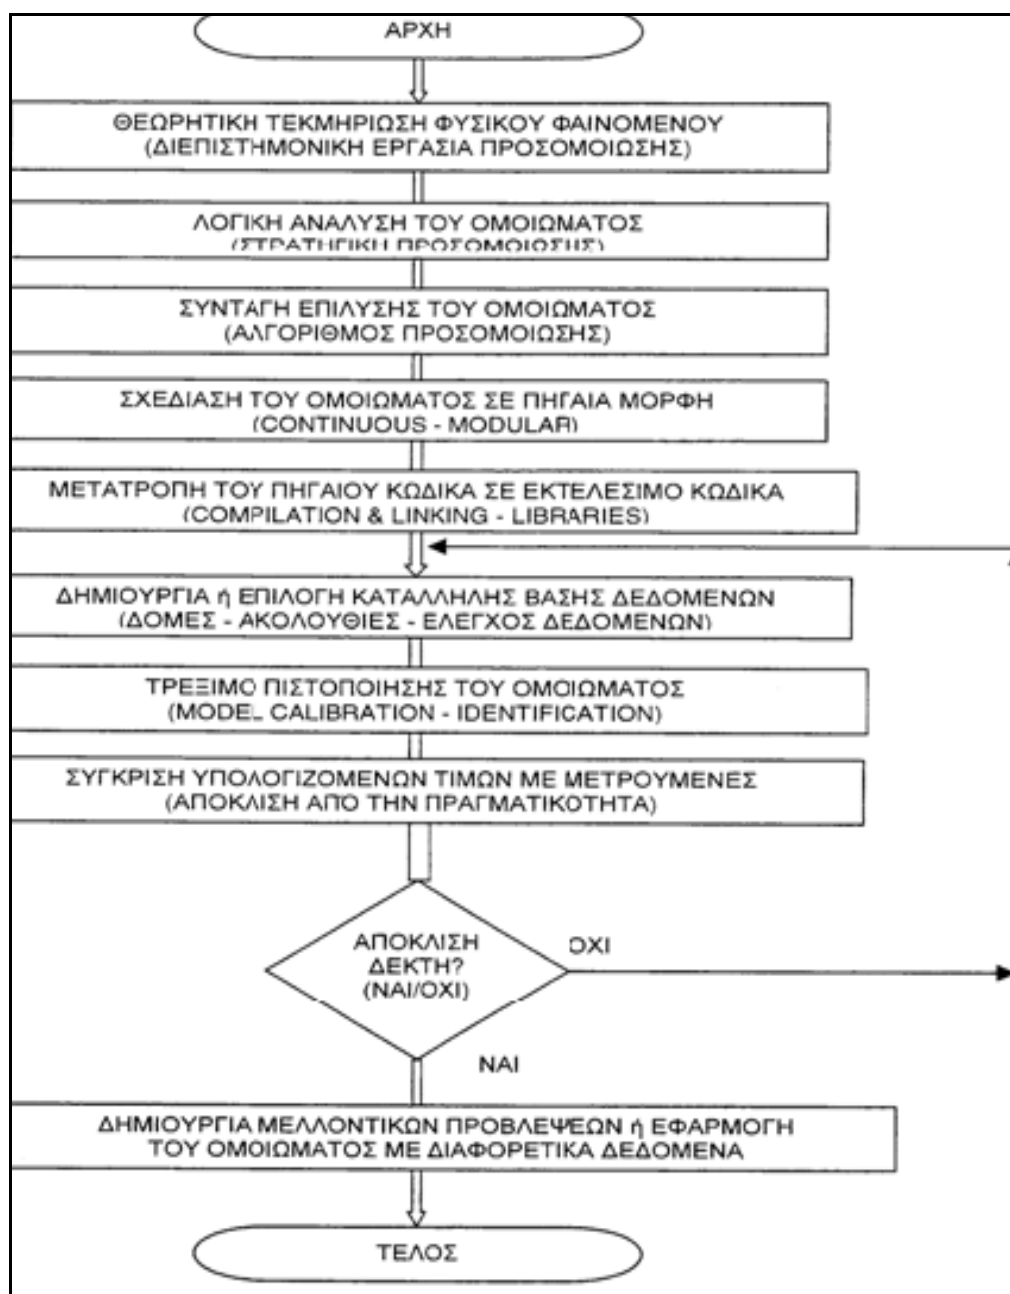 ΑΡΧΗ
ΘΕΩΡΗΤΙΚΗ ΤΕΚΜΗΡΙΩΣΗ ΦΥΣΙΚΟΥ ΦΑΙΝΟΜΕΝΟΥ
(ΔΙΕΠΙΣΤΗΜΟΝΙΚΗ ΕΡΓΑΣΙΑ ΠΡΟΣΟΜΟΙΩΣΗΣ)
ΛΟΓΙΚΗ ΑΝΑΛΥΣΗ ΤΟΥ ΟΜΟΙΩΜΑΤΟΣ
(ΣΤΡΑΤΗΓΙΚΗ ΠΡΟΣΟΜΟΙΩΣΗΣ)
ΣΥΝΤΑΓΗ ΕΠΙΛΥΣΗΣ ΤΟΥ ΟΜΟΙΩΜΑΤΟΣ
(ΑΛΓΟΡΙΘΜΟΣ ΠΡΟΣΟΜΟΙΩΣΗΣ)
ΣΧΕΔΙΑΣΗ ΤΟΥ ΟΜΟΙΩΜΑΤΟΣ ΣΕ ΠΗΓΑΙΑ ΜΟΡΦΗ
(CONTINUOUS - MODULAR)
ΜΕΤΑΤΡΟΠΗ ΤΟΥ ΠΗΓΑΙΟΥ ΚΩΔΙΚΑ ΣΕ ΕΚΤΕΛΕΣΙΜΟ ΚΩΔΙΚΑ
(COMPILATION & LINKING - LIBRARIES)
ΔΗΜΙΟΥΡΓΙΑ ή ΕΠΙΛΟΓΗ ΚΑΤΑΛΛΗΛΗΣ ΒΑΣΗΣ ΔΕΔΟΜΕΝΩΝ
(ΔΟΜΕΣ - ΑΚΟΛΟΥΘΙΕΣ - ΕΛΕΓΧΟΣ ΔΕΔΟΜΕΝΩΝ)
ΤΡΕΞΙΜΟ ΠΙΣΤΟΠΟΙΗΣΗΣ ΤΟΥ ΟΜΟΙΩΜΑΤΟΣ
(MODEL CALIBRATION - IDENTIFICATION)
ΣΥΓΚΡΙΣΗ ΥΠΟΛΟΓΙΖΟΜΕΝΩΝ ΤΙΜΩΝ ΜΕ ΜΕΤΡΟΥΜΕΝΕΣ
(ΑΠΟΚΛΙΣΗ ΑΠΟ ΤΗΝ ΠΡΑΓΜΑΤΙΚΟΤΗΤΑ)
ΑΠΟΚΛΙΣΗ
ΔΕΚΤΗ?
(ΝΑΙ/ΟΧΙ)
ΟΧΙ
ΝΑΙ
ΔΗΜΙΟΥΡΓΙΑ ΜΕΛΛΟΝΤΙΚΩΝ ΠΡΟΒΛΕΨΕΩΝ ή ΕΦΑΡΜΟΓΗ
ΤΟΥ ΟΜΟΙΩΜΑΤΟΣ ΜΕ ΔΙΑΦΟΡΕΤΙΚΑ ΔΕΔΟΜΕΝΑ
ΤΕΛΟΣ